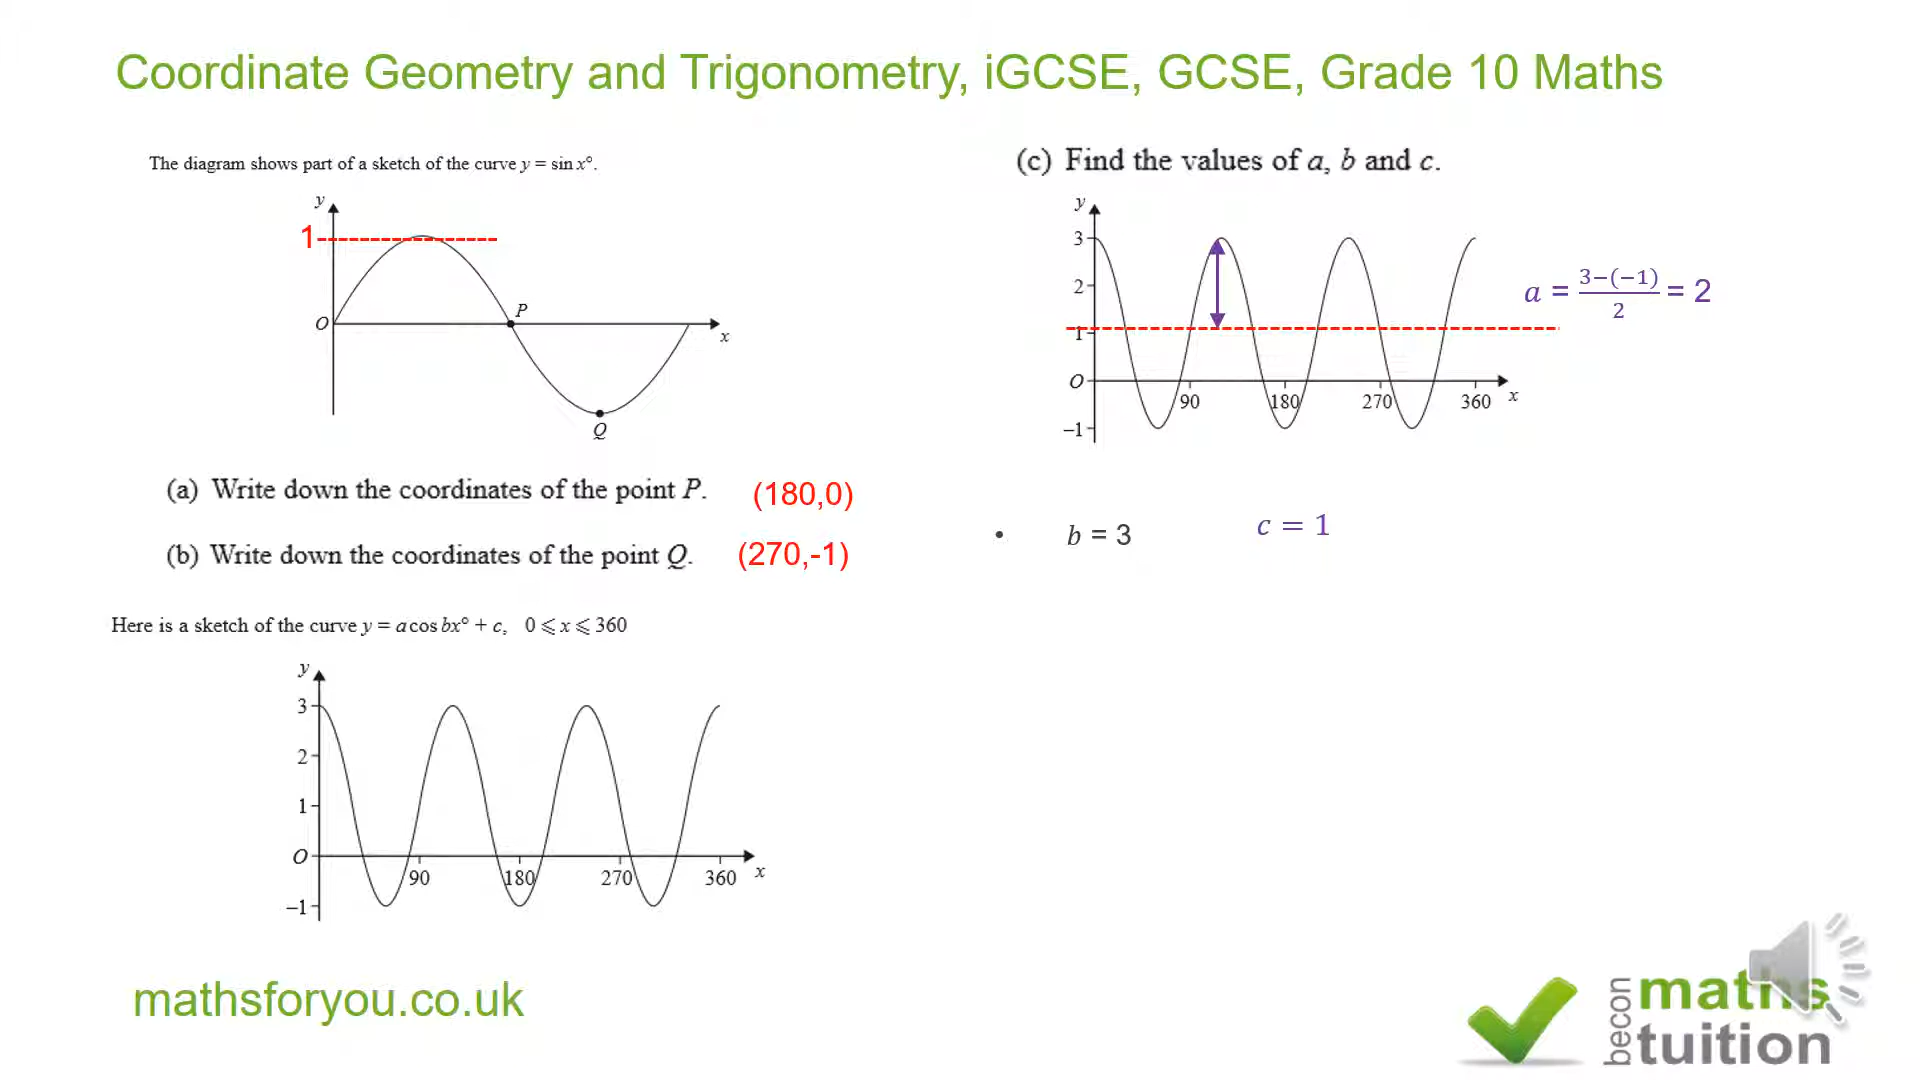 Coordinate Geometry and Trigonometry, iGCSE, GCSE, Grade 10 Maths
The diagram shows part of a sketch of the curve y = sin x°.
y
1
O
P
x
Q
(a) Write down the coordinates of the point P. (180,0)
(b) Write down the coordinates of the point Q. (270,-1)
Here is a sketch of the curve y = a cos bx° + c, 0 ⩽ x ⩽ 360
y
3
2
1
O
90 180 270 360 x
−1
(c) Find the values of a, b and c.
y
3
2
1
O
90 180 270 360 x
−1
a = \frac{3−(−1)}{2} = 2
• b = 3 c = 1
mathsforyou.co.uk
becon maths tuition